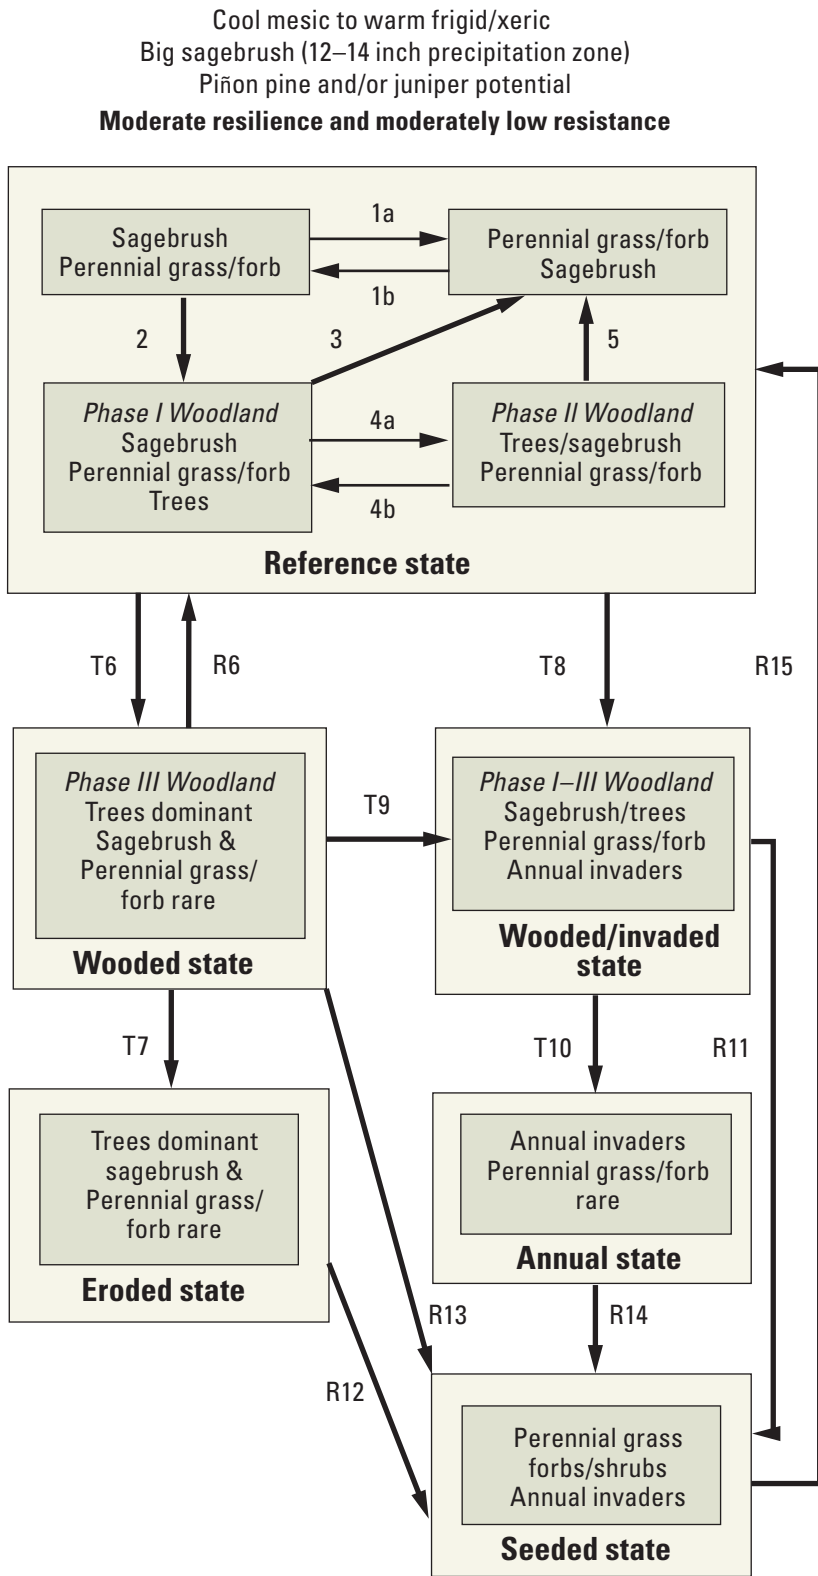 Cool mesic to warm frigid/xeric
Big sagebrush (12–14 inch precipitation zone)
Piñon pine and/or juniper potential
Moderate resilience and moderately low resistance
1a
Sagebrush
Perennial grass/forb
Perennial grass/forb
Sagebrush
1b
2
3
5
Phase I Woodland
Sagebrush
Perennial grass/forb
Trees
4a
4b
Phase II Woodland
Trees/sagebrush
Perennial grass/forb
Reference state
T6
R6
T8
R15
Phase III Woodland
Trees dominant
Sagebrush &
Perennial grass/
forb rare
Wooded state
T9
Phase I–III Woodland
Sagebrush/trees
Perennial grass/forb
Annual invaders
Wooded/invaded
state
T7
T10
R11
Trees dominant
sagebrush &
Perennial grass/
forb rare
Eroded state
Annual invaders
Perennial grass/forb
rare
Annual state
R13
R14
R12
Perennial grass
forbs/shrubs
Annual invaders
Seeded state